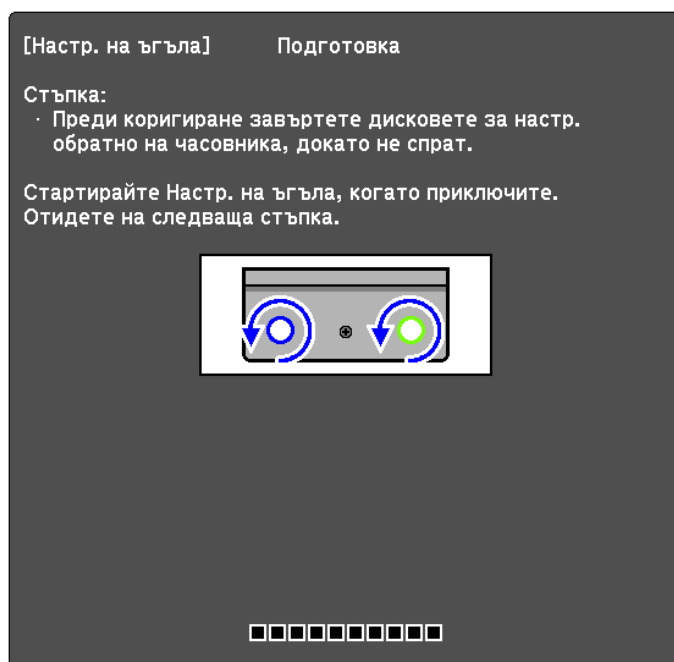 [Настр. на ъгъла] Подготовка
Стъпка:
· Преди коригиране завъртете дисковете за настр.
обратно на часовника, докато не спрат.
Стартирайте Настр. на ъгъла, когато приключите.
Отидете на следваща стъпка.